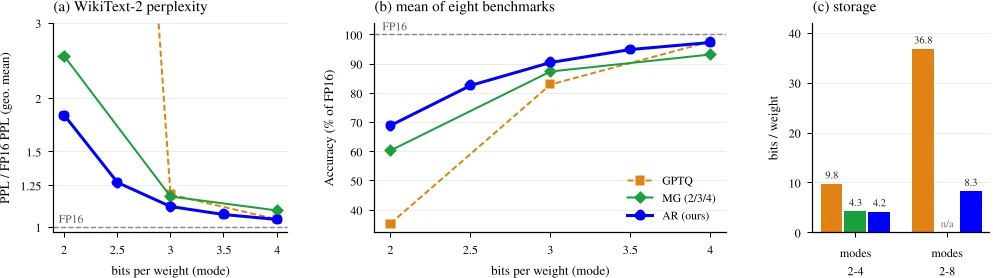 (a) WikiText-2 perplexity
PPL / FP16 PPL (geo. mean)
3
2
1.5
1.25
1
FP16
2
2.5
3
3.5
4
bits per weight (mode)
(b) mean of eight benchmarks
Accuracy (% of FP16)
FP16
100
90
80
70
60
50
40
GPTQ
MG (2/3/4)
AR (ours)
2
2.5
3
3.5
4
bits per weight (mode)
(c) storage
bits / weight
40
30
20
10
0
9.8
4.3
4.2
36.8
n/a
8.3
modes
2-4
modes
2-8